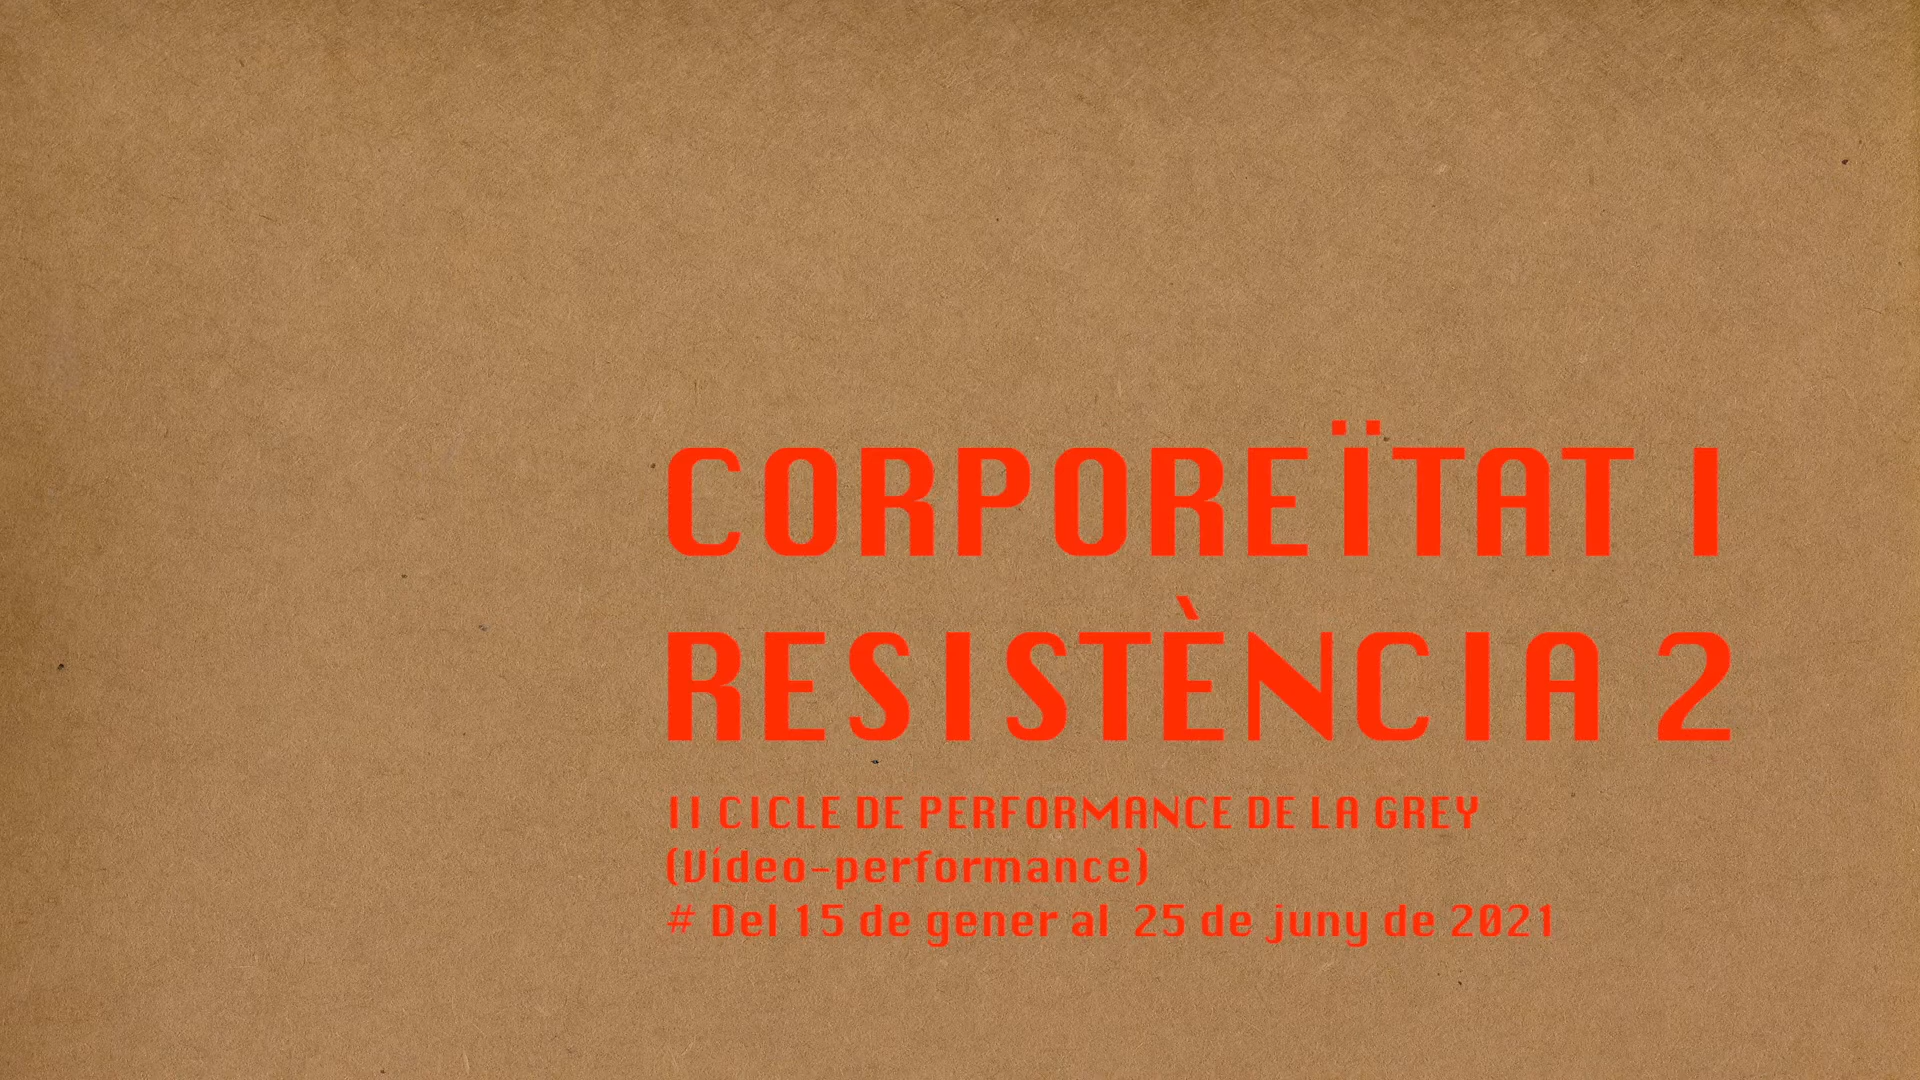 CORPOREÏTAT I
RESISTÈNCIA 2
II CICLE DE PERFORMANCE DE LA GREY
(Vídeo-performance)
# Del 15 de gener al 25 de juny de 2021